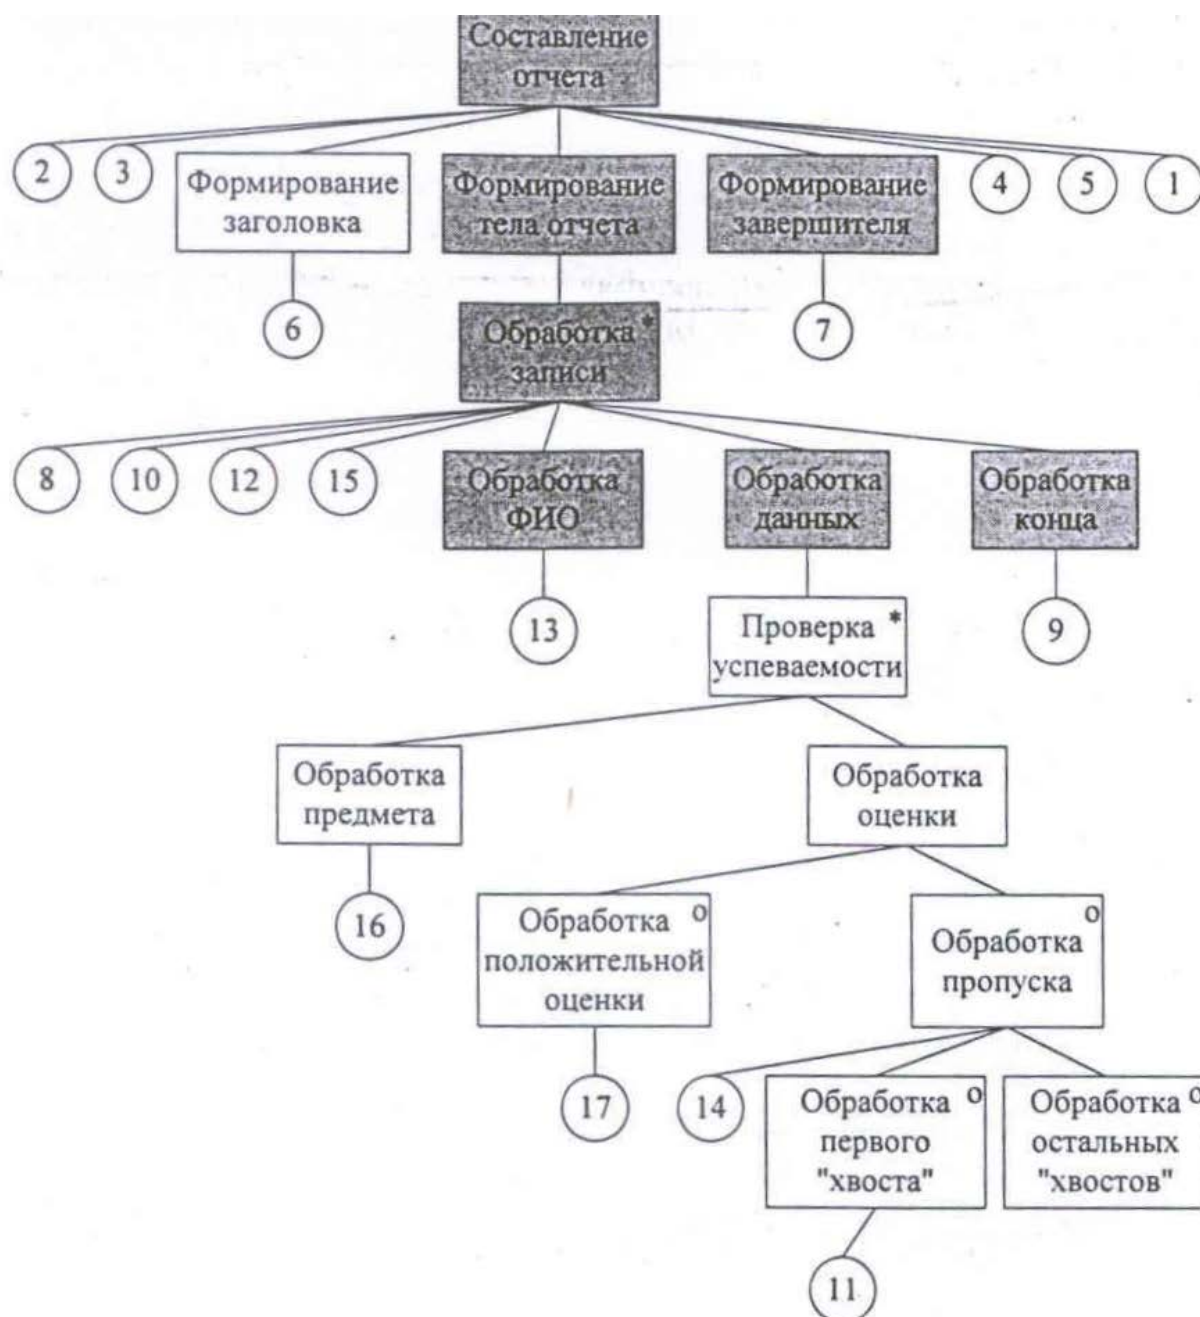 Составление
отчета
2
3
Формирование
заголовка
Формирование
тела отчета
Формирование
завершителя
4
5
1
6
Обработка *
записи
7
8
10
12
15
Обработка
ФИО
Обработка
данных
Обработка
конца
13
Проверка *
успеваемости
9
Обработка
предмета
Обработка
оценки
16
Обработка о
положительной
оценки
Обработка о
пропуска
17
14
Обработка о
первого
"хвоста"
Обработка о
остальных
"хвостов"
11